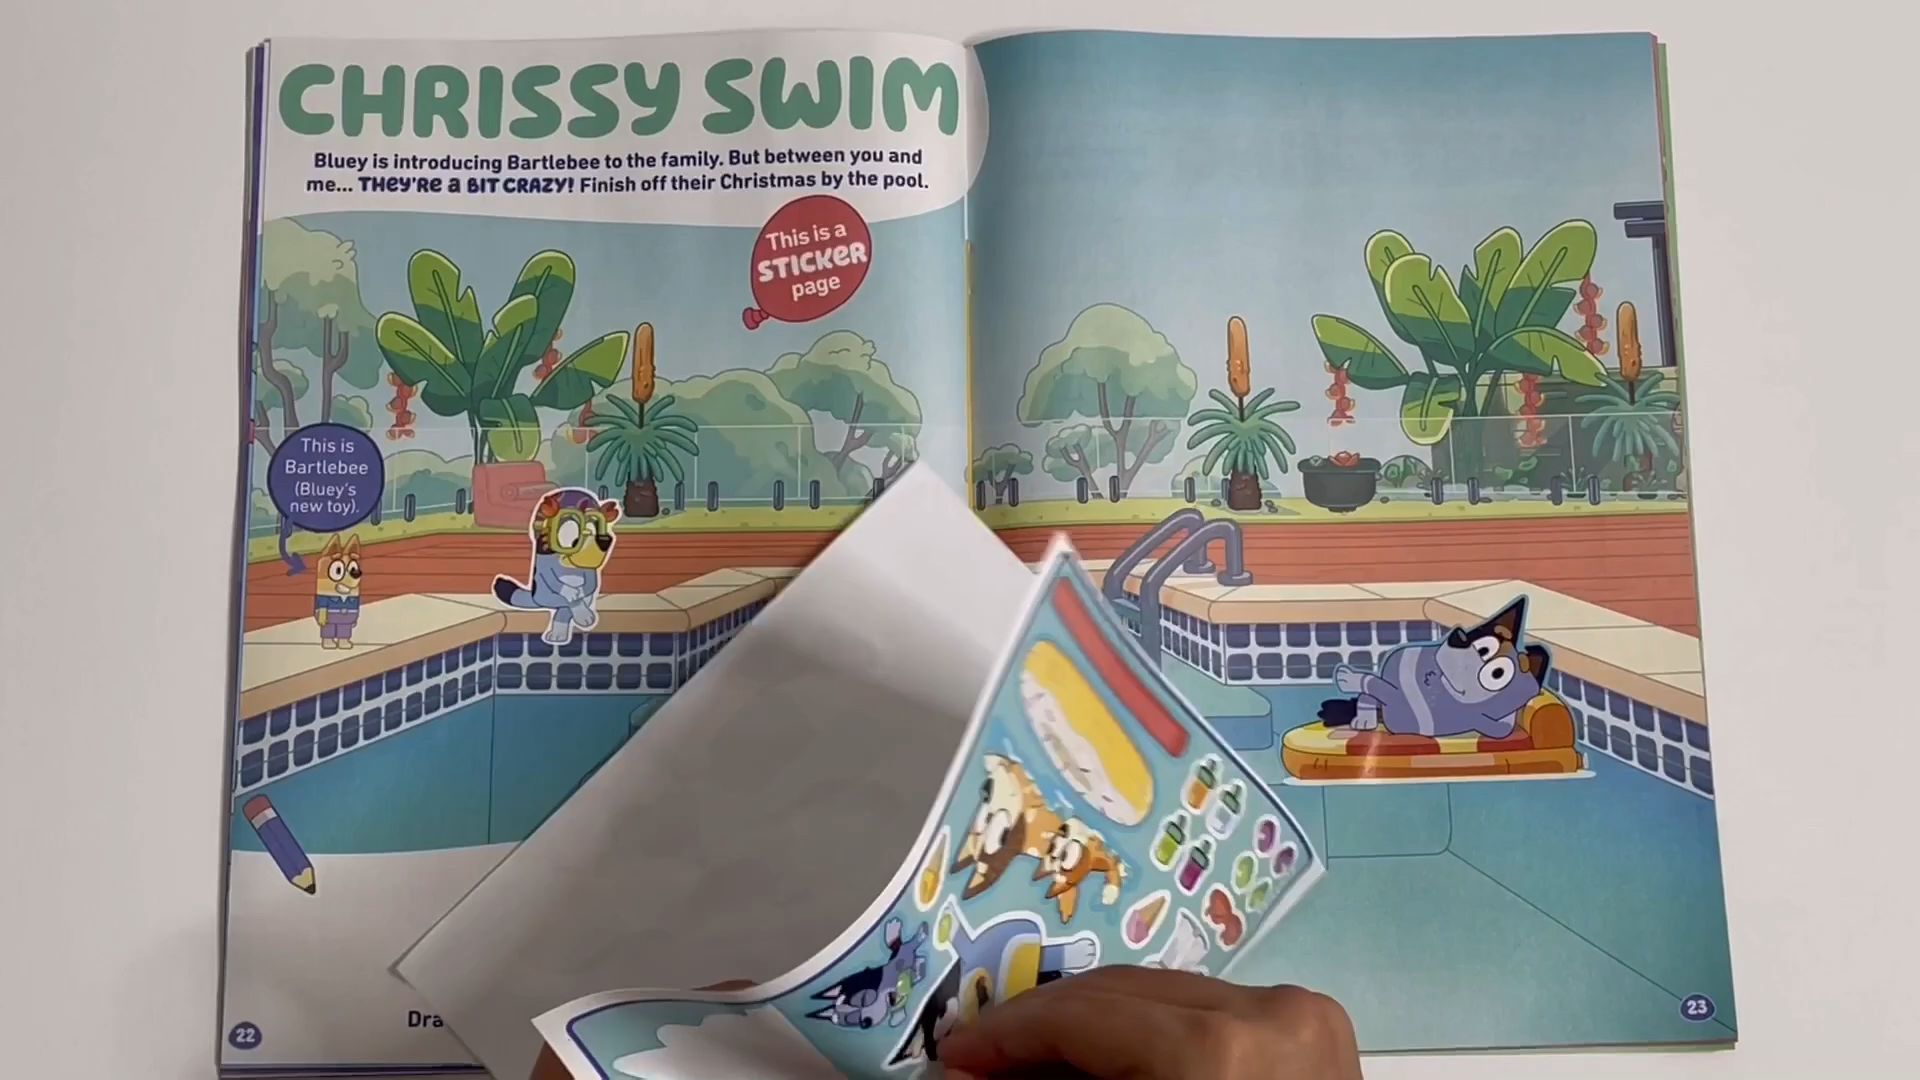 CHRISSY SWIM
Bluey is introducing Bartlebee to the family. But between you and
me... THEY'RE A BIT CRAZY! Finish off their Christmas by the pool.
This is a
STICKER
page
This is
Bartlebee
(Bluey's
new toy).
22
23